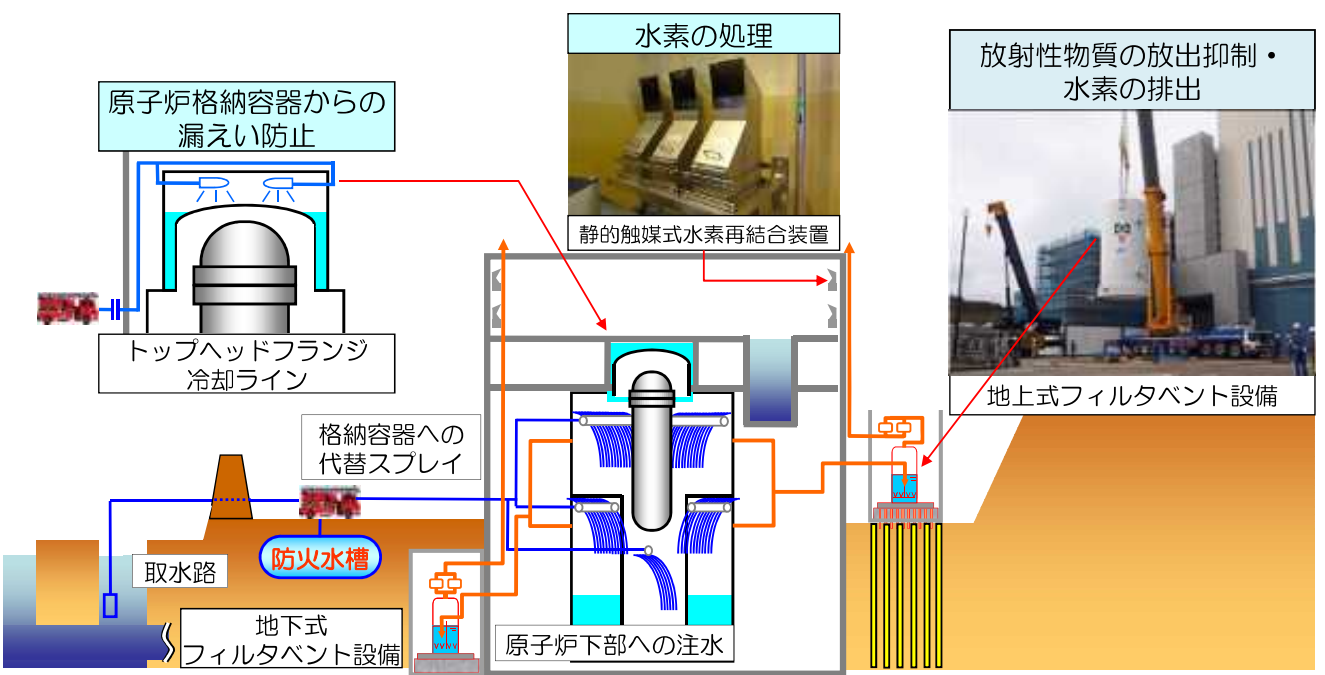 水素の処理
放射性物質の放出抑制・
水素の排出
原子炉格納容器からの
漏えい防止
静的触媒式水素再結合装置
トップヘッドフランジ
冷却ライン
地上式フィルタベント設備
格納容器への
代替スプレイ
防火水槽
取水路
地下式
フィルタベント設備
原子炉下部への注水